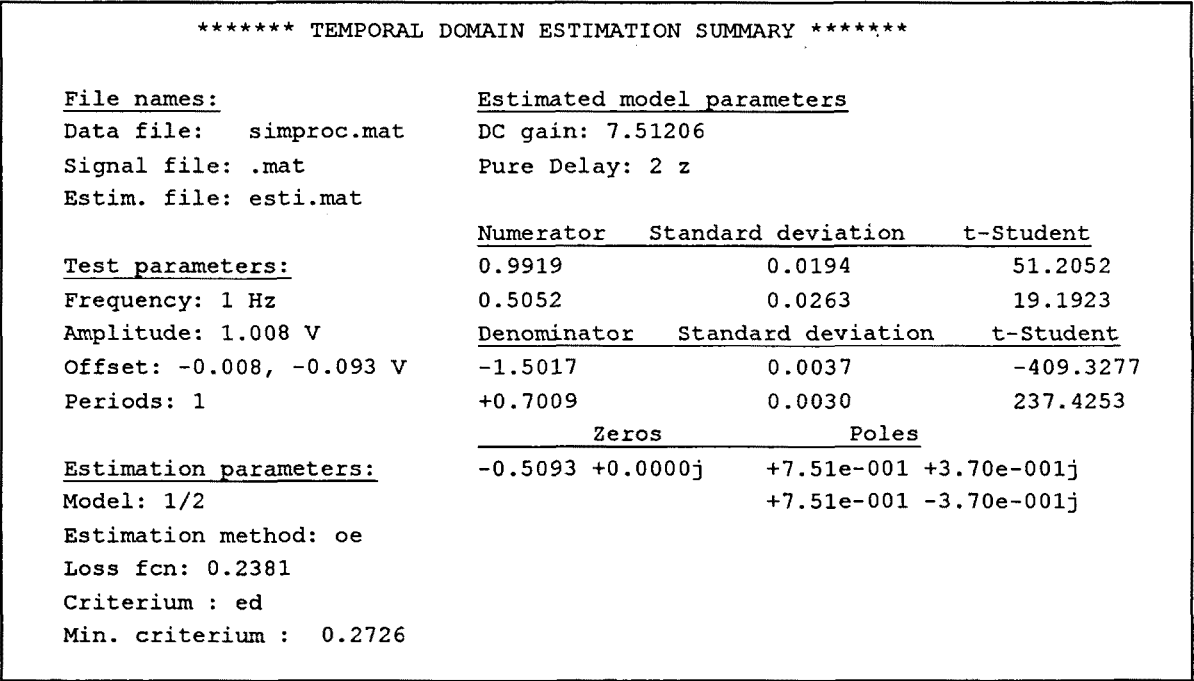 ******* TEMPORAL DOMAIN ESTIMATION SUMMARY *******
File names:
Data file: simproc.mat
Signal file: .mat
Estim. file: esti.mat
Test parameters:
Frequency: 1 Hz
Amplitude: 1.008 V
Offset: -0.008, -0.093 V
Periods: 1
Estimation parameters:
Model: 1/2
Estimation method: oe
Loss fcn: 0.2381
Criterium : ed
Min. criterium : 0.2726
Estimated model parameters
DC gain: 7.51206
Pure Delay: 2 z
Numerator Standard deviation t-Student
0.9919 0.0194 51.2052
0.5052 0.0263 19.1923
Denominator Standard deviation t-Student
-1.5017 0.0037 -409.3277
+0.7009 0.0030 237.4253
Zeros Poles
-0.5093 +0.0000j +7.51e-001 +3.70e-001j
+7.51e-001 -3.70e-001j